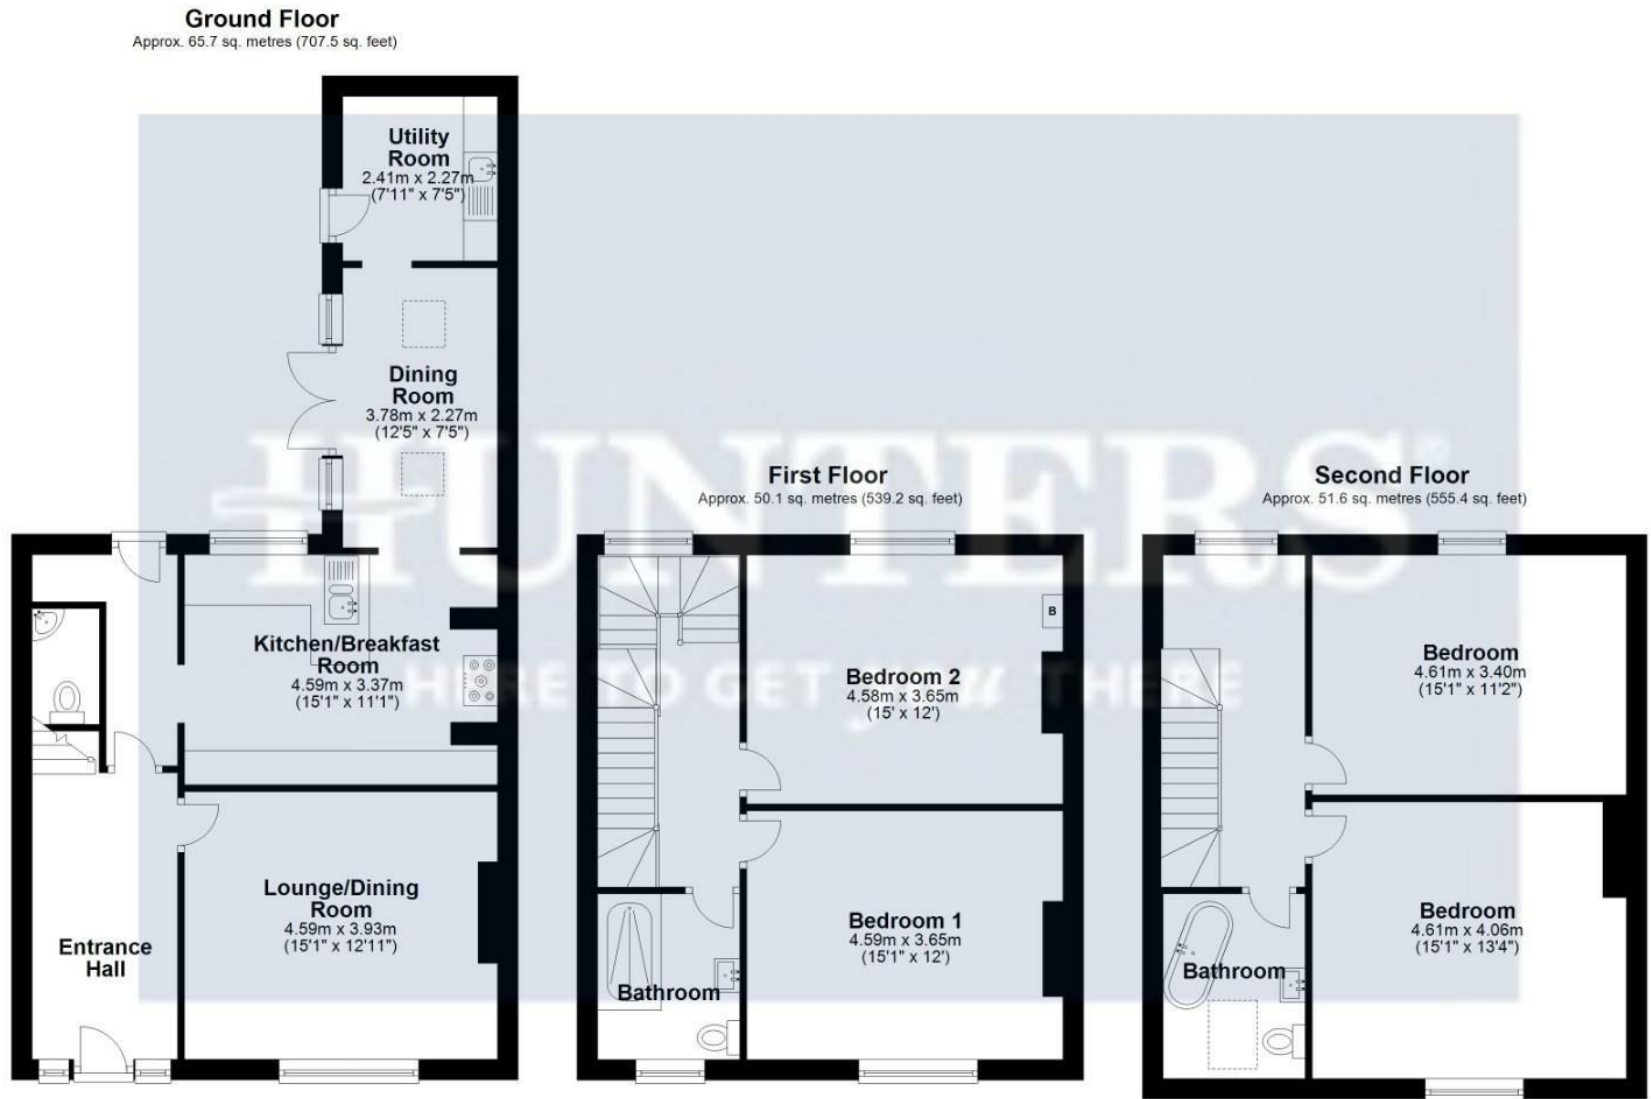 Ground Floor
Approx. 65.7 sq. metres (707.5 sq. feet)
Utility
Room
2.41m x 2.27m
(7'11" x 7'5")
Dining
Room
3.78m x 2.27m
(12'5" x 7'5")
Kitchen/Breakfast
Room
4.59m x 3.37m
(15'1" x 11'1")
Lounge/Dining
Room
4.59m x 3.93m
(15'1" x 12'11")
Entrance
Hall
First Floor
Approx. 50.1 sq. metres (539.2 sq. feet)
B
Bedroom 2
4.58m x 3.65m
(15' x 12')
Bedroom 1
4.59m x 3.65m
(15'1" x 12')
Bathroom
Second Floor
Approx. 51.6 sq. metres (555.4 sq. feet)
Bedroom
4.61m x 3.40m
(15'1" x 11'2")
Bedroom
4.61m x 4.06m
(15'1" x 13'4")
Bathroom
HUNTERS®
HERE TO GET you THERE